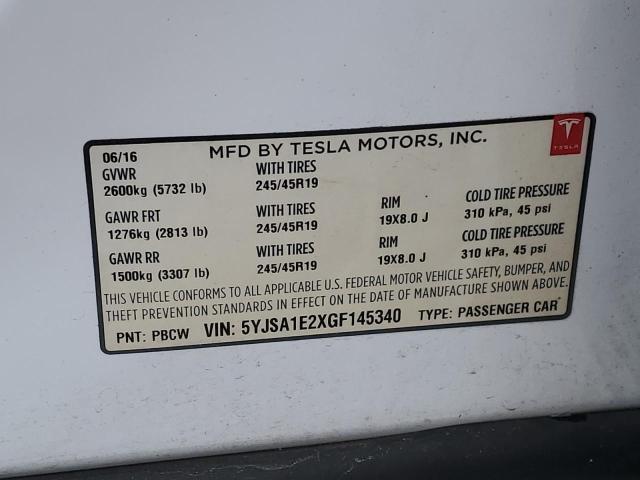 06/16 MFD BY TESLA MOTORS, INC. TESLA
GVWR WITH TIRES
2600kg (5732 lb) 245/45R19
GAWR FRT WITH TIRES RIM COLD TIRE PRESSURE
1276kg (2813 lb) 245/45R19 19X8.0 J 310 kPa, 45 psi
GAWR RR WITH TIRES RIM COLD TIRE PRESSURE
1500kg (3307 lb) 245/45R19 19X8.0 J 310 kPa, 45 psi
THIS VEHICLE CONFORMS TO ALL APPLICABLE U.S. FEDERAL MOTOR VEHICLE SAFETY, BUMPER, AND
THEFT PREVENTION STANDARDS IN EFFECT ON THE DATE OF MANUFACTURE SHOWN ABOVE.
PNT: PBCW VIN: 5YJSA1E2XGF145340 TYPE: PASSENGER CAR